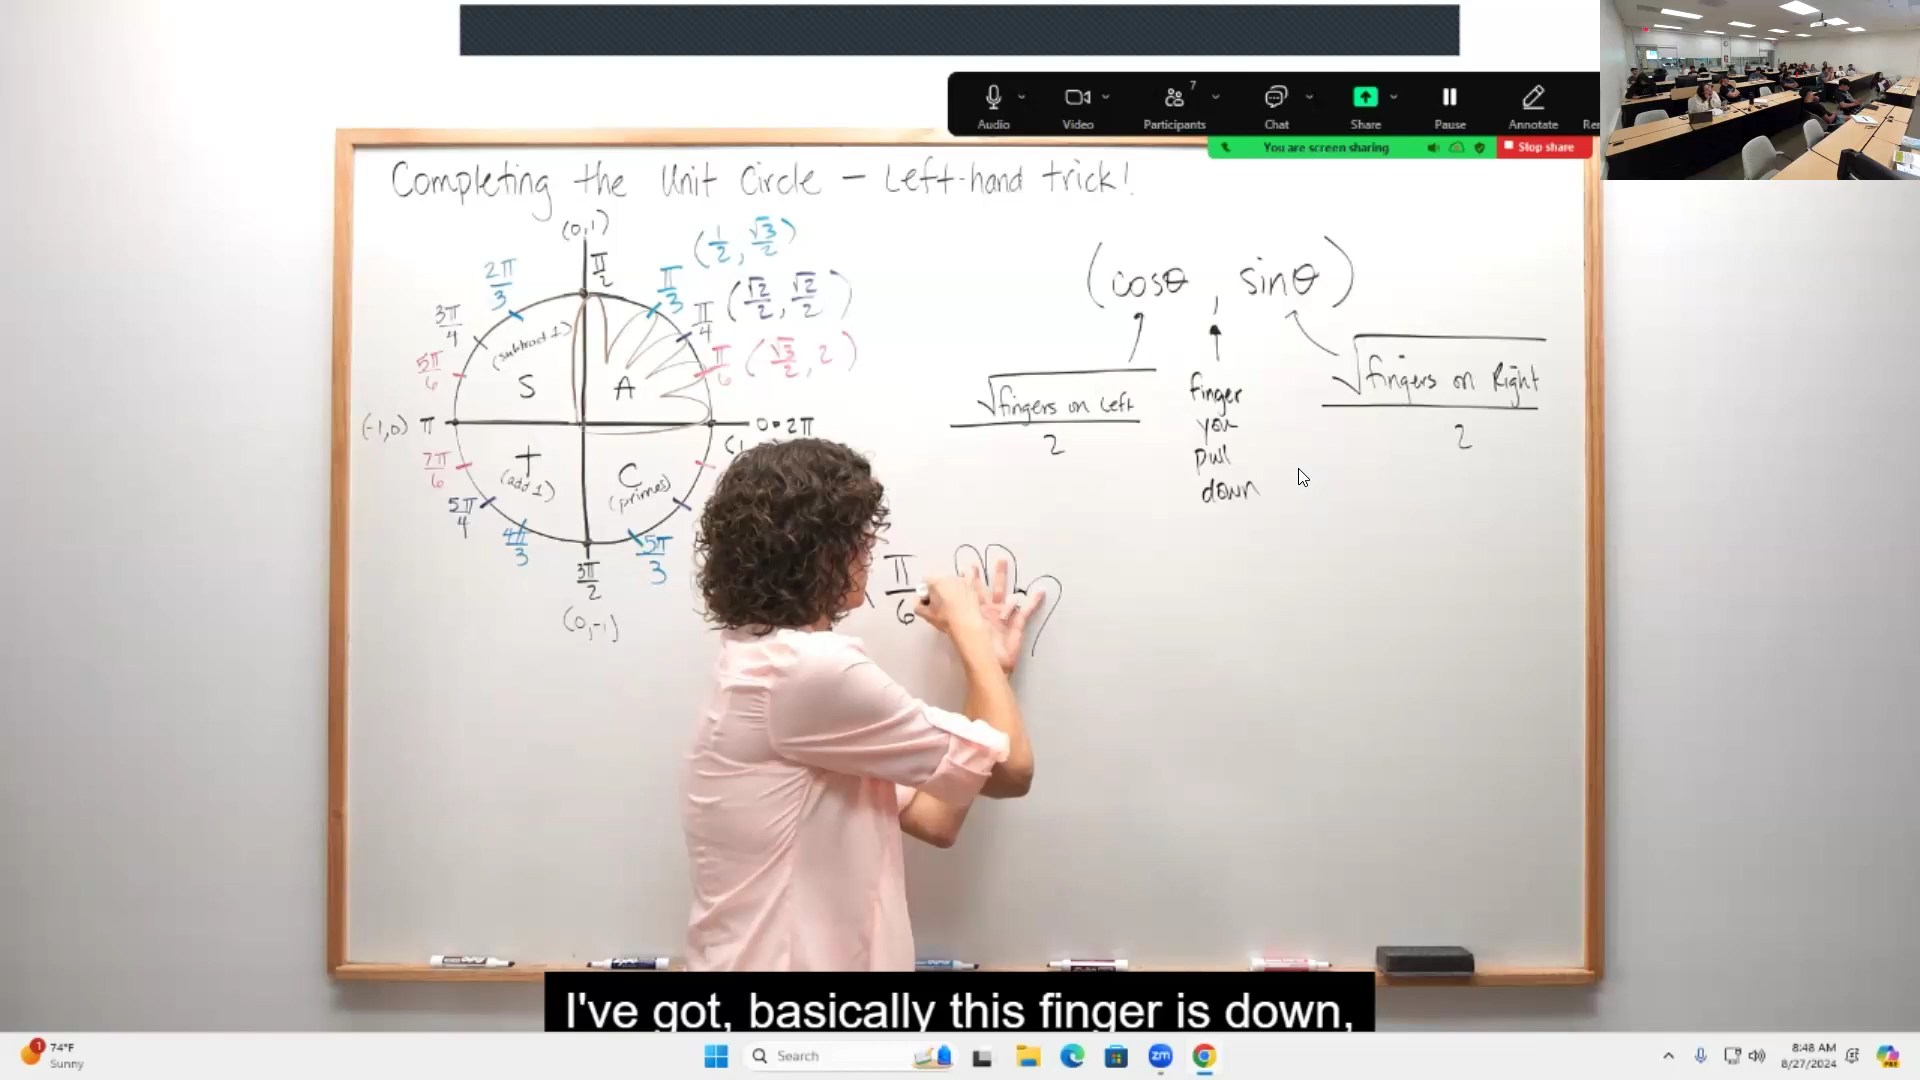 7
Audio
Video
Participants
Chat
Share
Pause
Annotate
You are screen sharing
Stop share
Completing the Unit Circle – Left-hand trick!
(0,1)
π/2
2π/3
3π/4
5π/6
(-1,0) π
7π/6
5π/4
4π/3
3π/2
(0,-1)
5π/3
π/3 (1/2, √3/2)
π/4 (√2/2, √2/2)
π/6 (√3/2, 2)
0•2π
(subtract 1)
S
A
T
(add 1)
C
(primes)
(cosθ, sinθ)
√fingers on Left
2
finger
you
pull
down
√fingers on Right
2
π
6
I've got, basically this finger is down,
1
74°F
Sunny
Search
zm
8:48 AM
8/27/2024